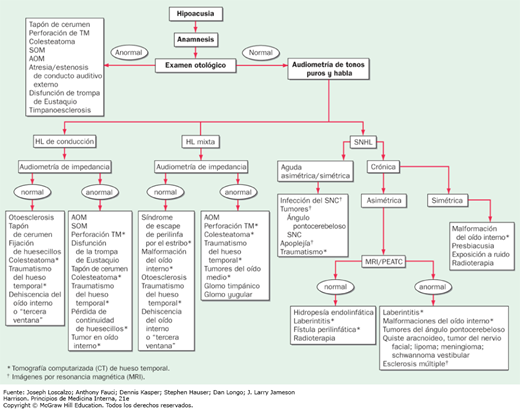 Hipoacusia
Anamnesis
Anormal
Examen otológico
Normal
Tapón de cerumen
Perforación de TM
Colesteatoma
SOM
AOM
Atresia/estenosis
de conducto auditivo
externo
Disfunción de trompa
de Eustaquio
Timpanoesclerosis
Audiometría de tonos
puros y habla
HL de conducción
Audiometría de impedancia
normal
anormal
Otoesclerosis
Tapón
de cerumen
Fijación
de huesecillos
Colesteatoma*
Traumatismo
del hueso
temporal*
Dehiscencia del
oído interno
o “tercera
ventana”
AOM
SOM
Perforación TM*
Disfunción
de la trompa
de Eustaquio
Tapón de cerumen
Colesteatoma*
Traumatismo
del hueso
temporal*
Pérdida de
continuidad
de huesecillos*
Tumor en oído
interno*
HL mixta
Audiometría de impedancia
normal
anormal
Síndrome
de escape
de perilinfa
por el estribo*
Malformación
del oído
interno*
Otoesclerosis
Traumatismo
del hueso
temporal*
Dehiscencia
del oído
interno o
“tercera
ventana”
AOM
Perforación TM*
Colesteatoma*
Traumatismo
del hueso
temporal*
Tumores del oído
medio*
Glomo timpánico
Glomo yugular
SNHL
Aguda
asimétrica/simétrica
Crónica
Infección del SNC†
Tumores†
Ángulo
pontocerebeloso
SNC
Apoplejía†
Traumatismo*
Asimétrica
Simétrica
Malformación
del oído interno*
Presbiacusia
Exposición a ruido
Radioterapia
MRI/PEATC
normal
anormal
Hidropesía endolinfática
Laberintitis*
Fístula perilinfática*
Radioterapia
Laberintitis*
Malformaciones del oído interno*
Tumores del ángulo pontocerebeloso
Quiste aracnoideo, tumor del nervio
facial; lipoma; meningioma;
schwannoma vestibular
Esclerosis múltiple†
* Tomografía computarizada (CT) de hueso temporal.
† Imágenes por resonancia magnética (MRI).
Fuente: Joseph Loscalzo; Anthony Fauci; Dennis Kasper; Stephen Hauser; Dan Longo; J. Larry Jameson
Harrison. Principios de Medicina Interna, 21e
Copyright © McGraw Hill Education. Todos los derechos reservados.